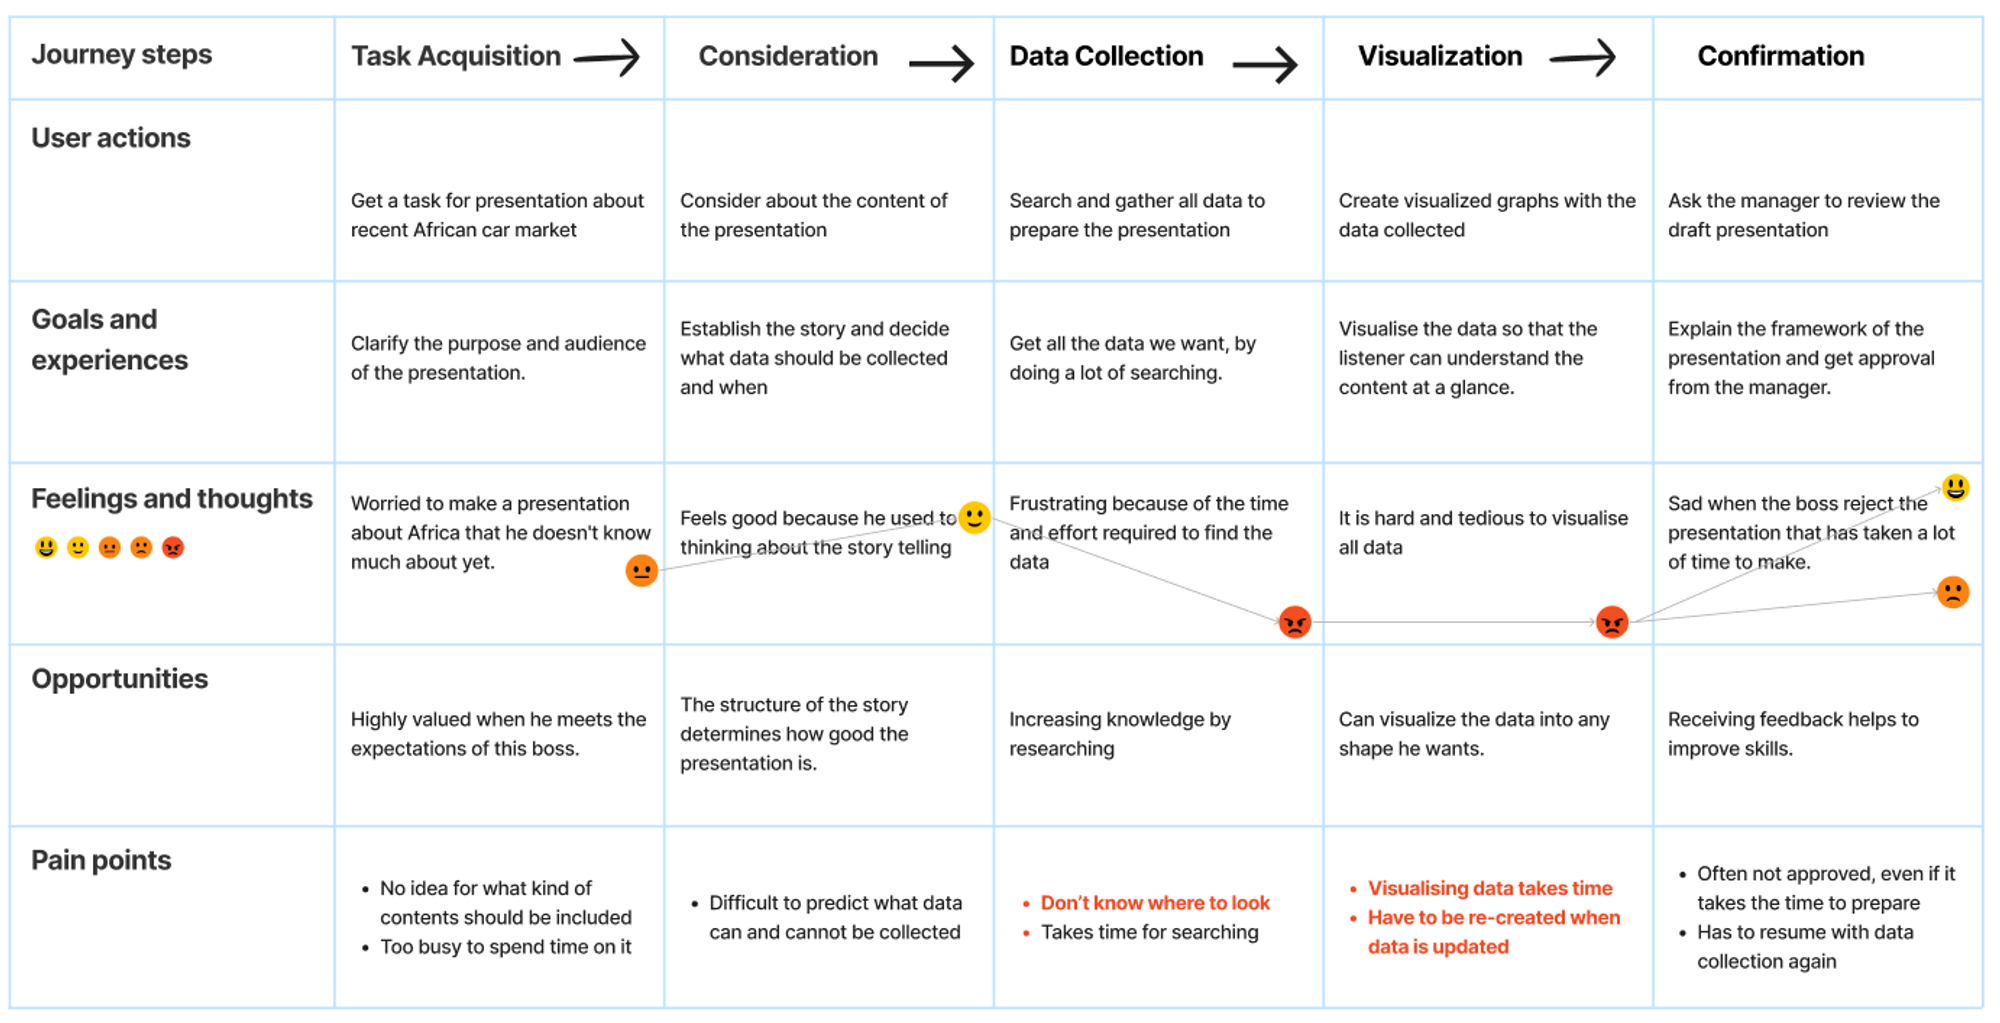 Journey steps
Task Acquisition
Consideration
Data Collection
Visualization
Confirmation
User actions
Get a task for presentation about
recent African car market
Consider about the content of
the presentation
Search and gather all data to
prepare the presentation
Create visualized graphs with the
data collected
Ask the manager to review the
draft presentation
Goals and
experiences
Clarify the purpose and audience
of the presentation.
Establish the story and decide
what data should be collected
and when
Get all the data we want, by
doing a lot of searching.
Visualise the data so that the
listener can understand the
content at a glance.
Explain the framework of the
presentation and get approval
from the manager.
Feelings and thoughts
Worried to make a presentation
about Africa that he doesn't know
much about yet.
Feels good because he used to
thinking about the story telling
Frustrating because of the time
and effort required to find the
data
It is hard and tedious to visualise
all data
Sad when the boss reject the
presentation that has taken a lot
of time to make.
Opportunities
Highly valued when he meets the
expectations of this boss.
The structure of the story
determines how good the
presentation is.
Increasing knowledge by
researching
Can visualize the data into any
shape he wants.
Receiving feedback helps to
improve skills.
Pain points
• No idea for what kind of
contents should be included
• Too busy to spend time on it
• Difficult to predict what data
can and cannot be collected
• Don't know where to look
• Takes time for searching
• Visualising data takes time
• Have to be re-created when
data is updated
• Often not approved, even if it
takes the time to prepare
• Has to resume with data
collection again